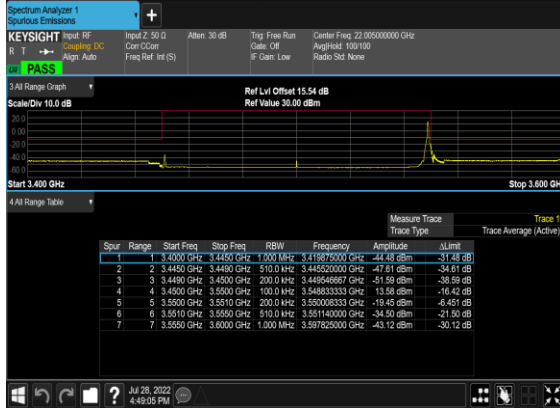 Spectrum Analyzer 1
Spurious Emissions
+
KEYSIGHT Input: RF Input Z: 50 Ω Atten: 30 dB Trig: Free Run Center Freq: 22.005000000 GHz
R T Coupling: DC Corr CCorr Gate: Off Avg|Hold: 100/100
Align: Auto Freq Ref: Int (S) IF Gain: Low Radio Std: None
PASS
3 All Range Graph
Ref Lvl Offset 15.54 dB
Scale/Div 10.0 dB Ref Value 30.00 dBm
20.0
0.00
-20.0
-40.0
-60.0
Start 3.400 GHz Stop 3.600 GH
4 All Range Table
Measure Trace Trace 1
Trace Type Trace Average (Active)
Spur Range Start Freq Stop Freq RBW Frequency Amplitude ΔLimit
1 1 3.4000 GHz 3.4450 GHz 1.000 MHz 3.419875000 GHz -44.48 dBm -31.48 dB
2 2 3.4450 GHz 3.4490 GHz 510.0 kHz 3.445520000 GHz -47.61 dBm -34.61 dB
3 3 3.4490 GHz 3.4500 GHz 200.0 kHz 3.449546667 GHz -51.59 dBm -38.59 dB
4 4 3.4500 GHz 3.5500 GHz 100.0 kHz 3.548833333 GHz 13.58 dBm -16.42 dB
5 5 3.5500 GHz 3.5510 GHz 200.0 kHz 3.550008333 GHz -19.45 dBm -6.451 dB
6 6 3.5510 GHz 3.5550 GHz 510.0 kHz 3.551140000 GHz -34.50 dBm -21.50 dB
7 7 3.5550 GHz 3.6000 GHz 1.000 MHz 3.597825000 GHz -43.12 dBm -30.12 dB
? Jul 28, 2022
4:49:05 PM